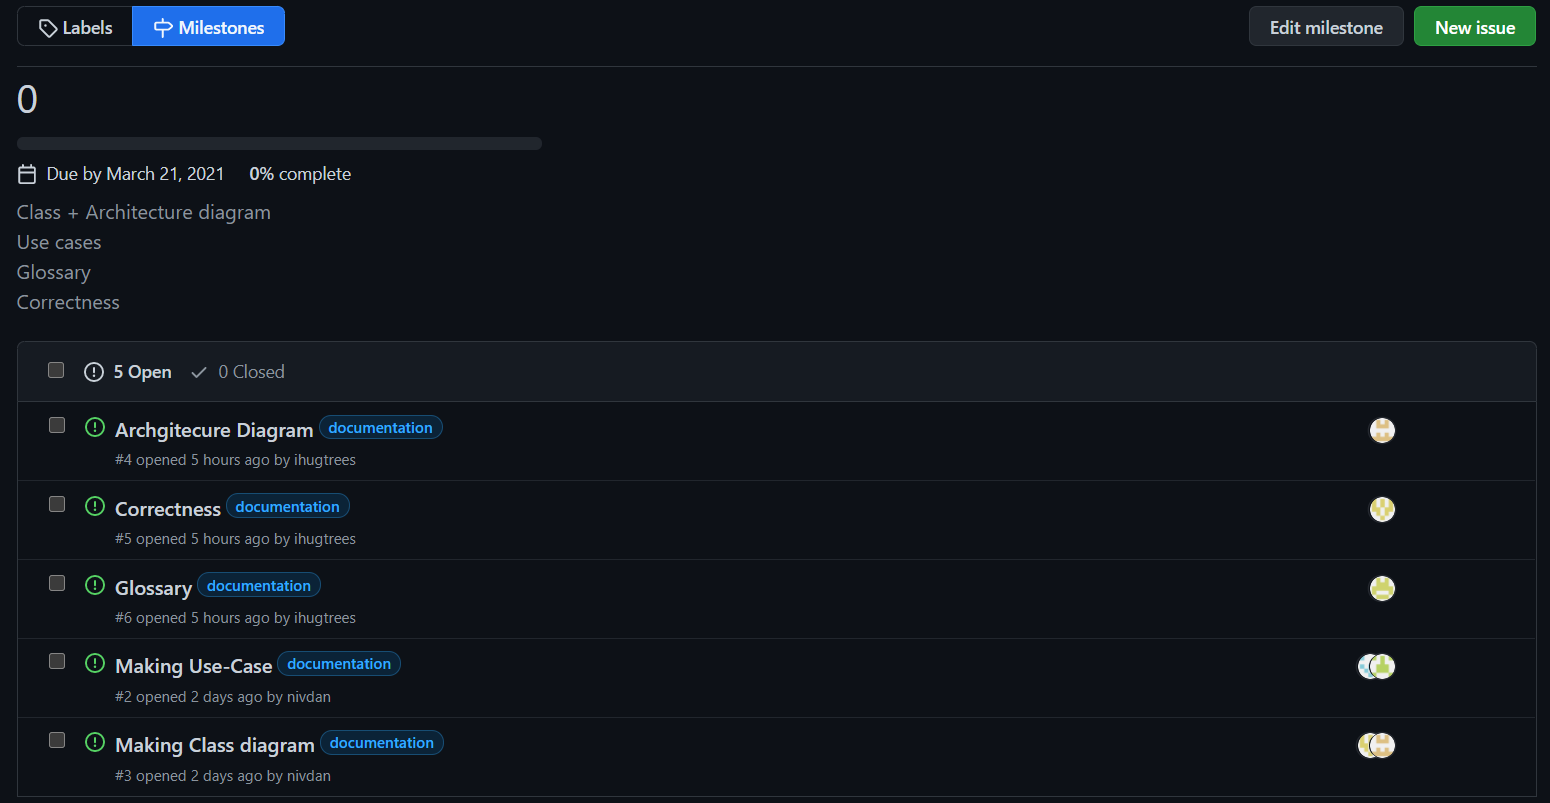 Labels Milestones Edit milestone New issue
0
Due by March 21, 2021 0% complete
Class + Architecture diagram
Use cases
Glossary
Correctness
5 Open 0 Closed
Archgitecure Diagram documentation
#4 opened 5 hours ago by ihugtrees
Correctness documentation
#5 opened 5 hours ago by ihugtrees
Glossary documentation
#6 opened 5 hours ago by ihugtrees
Making Use-Case documentation
#2 opened 2 days ago by nivdan
Making Class diagram documentation
#3 opened 2 days ago by nivdan